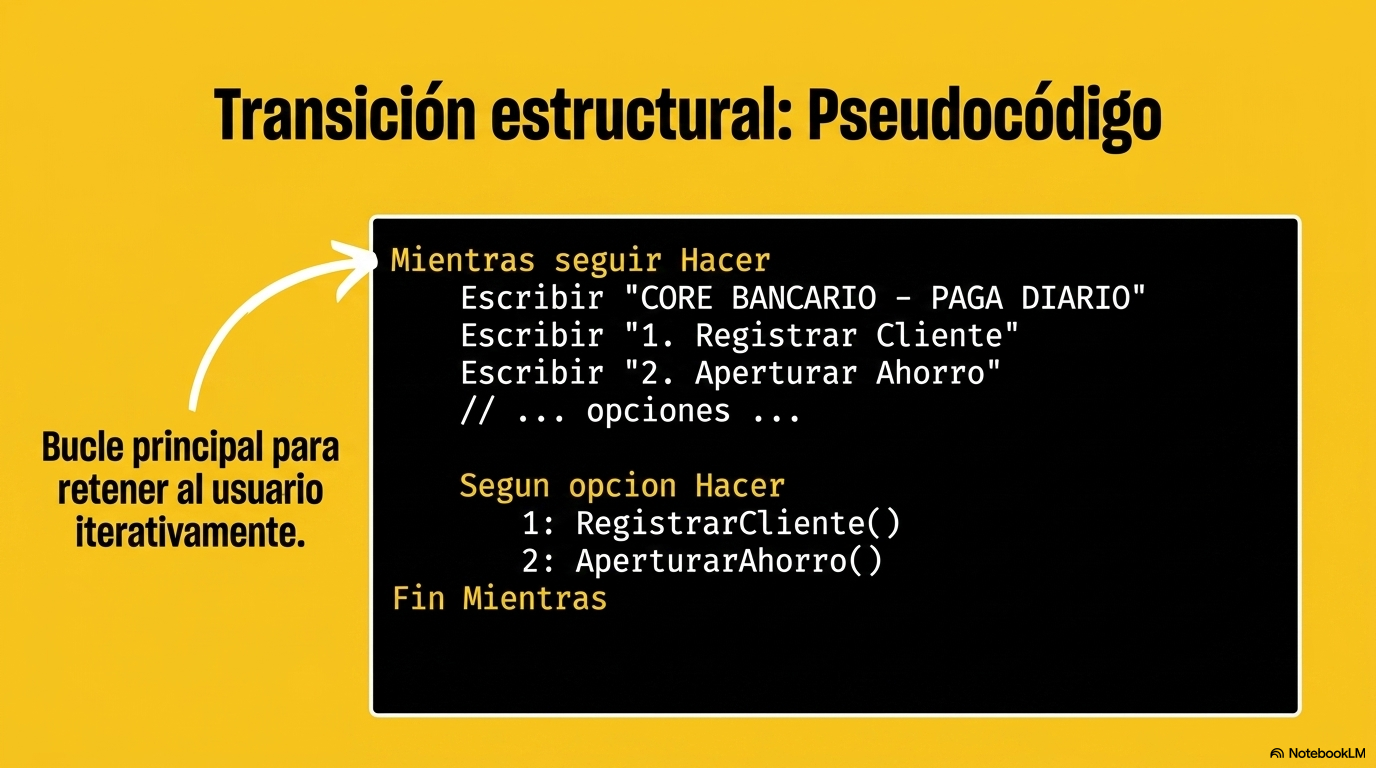 Transición estructural: Pseudocódigo
Mientras seguir Hacer
Escribir "CORE BANCARIO - PAGA DIARIO"
Escribir "1. Registrar Cliente"
Escribir "2. Aperturar Ahorro"
// ... opciones ...
Segun opcion Hacer
1: RegistrarCliente()
2: AperturarAhorro()
Fin Mientras
Bucle principal para
retener al usuario
iterativamente.
NotebookLM